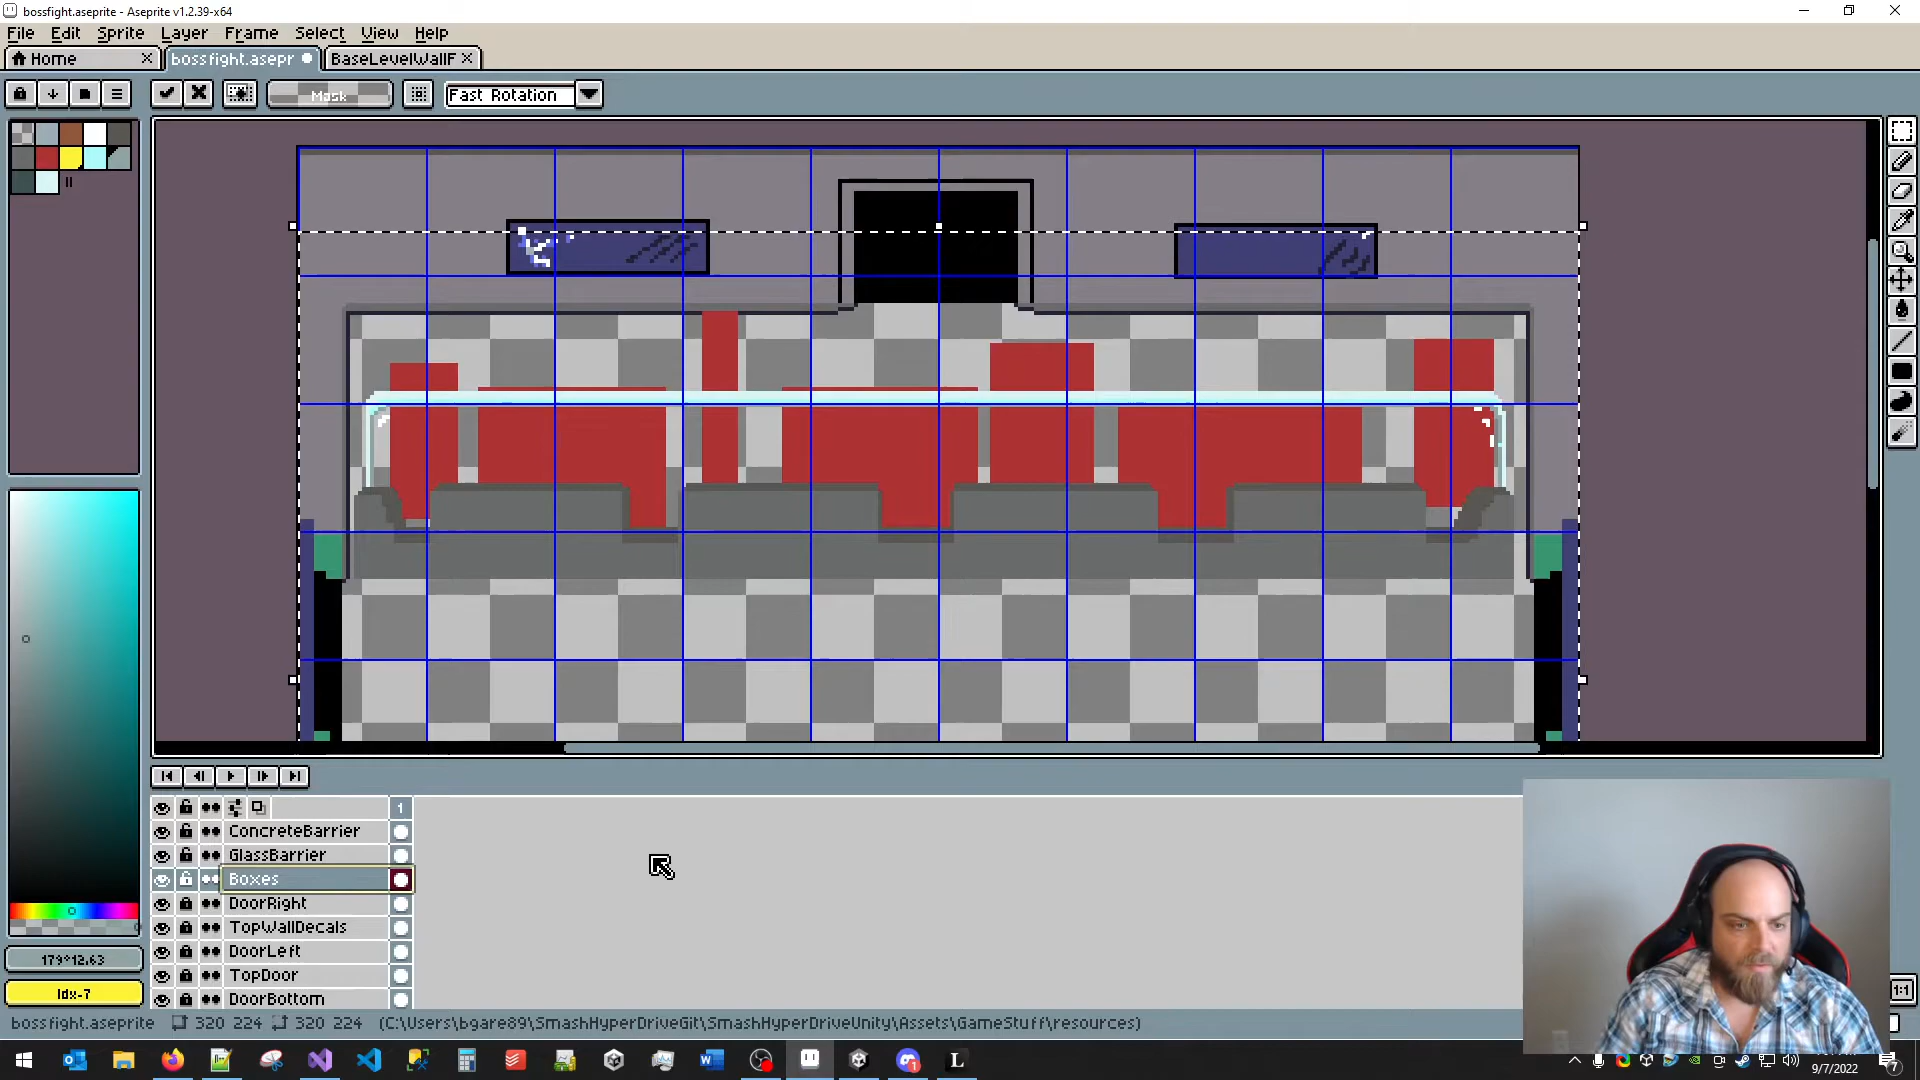 bossfight.aseprite - Aseprite v1.2.39-x64
File Edit Sprite Layer Frame Select View Help
Home bossfight.asepr BaseLevelWallF
Mask Fast Rotation
1
ConcreteBarrier
GlassBarrier
Boxes
DoorRight
TopWallDecals
DoorLeft
TopDoor
DoorBottom
179°12.63
Idx-7
1:1
bossfight.aseprite 320 224 320 224 (C:\Users\bgare89\SmashHyperDriveGit\SmashHyperDriveUnity\Assets\GameStuff\resources)
9/7/2022